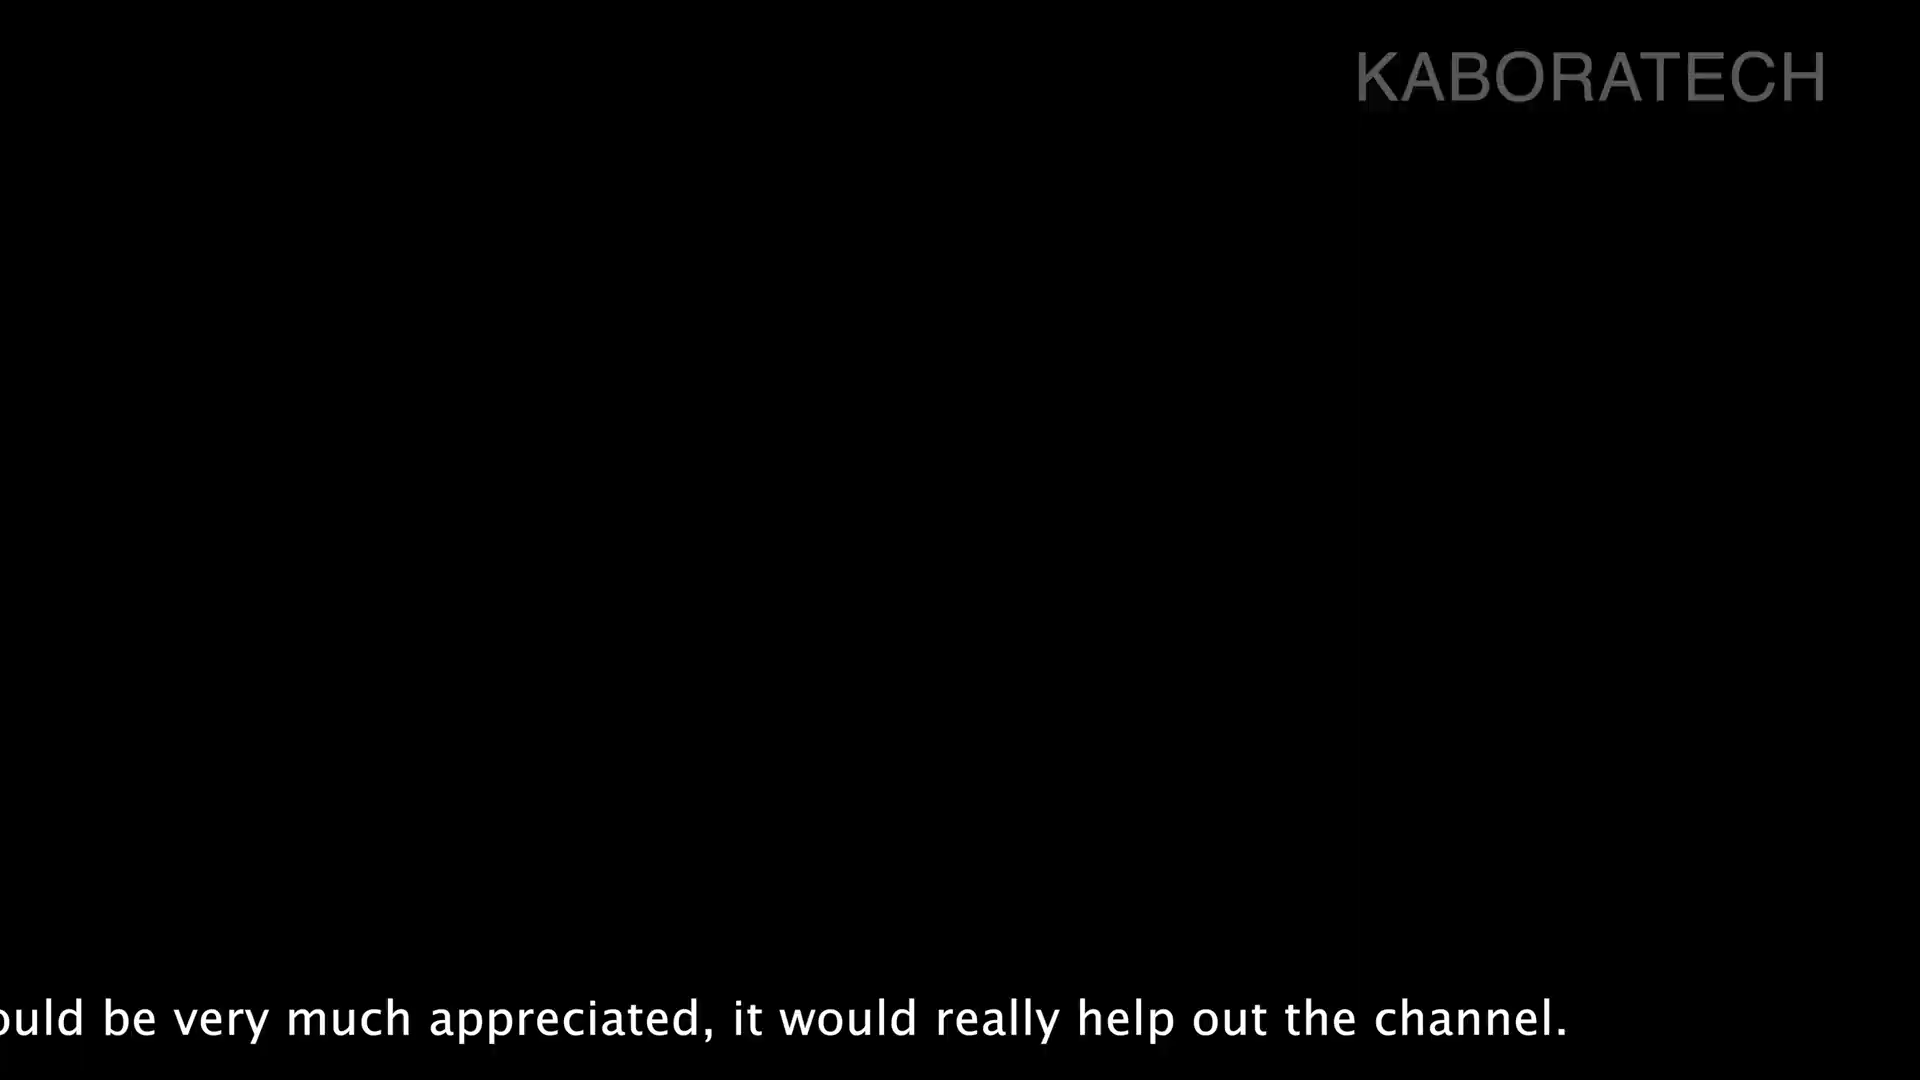 KABORATECH
ould be very much appreciated, it would really help out the channel.